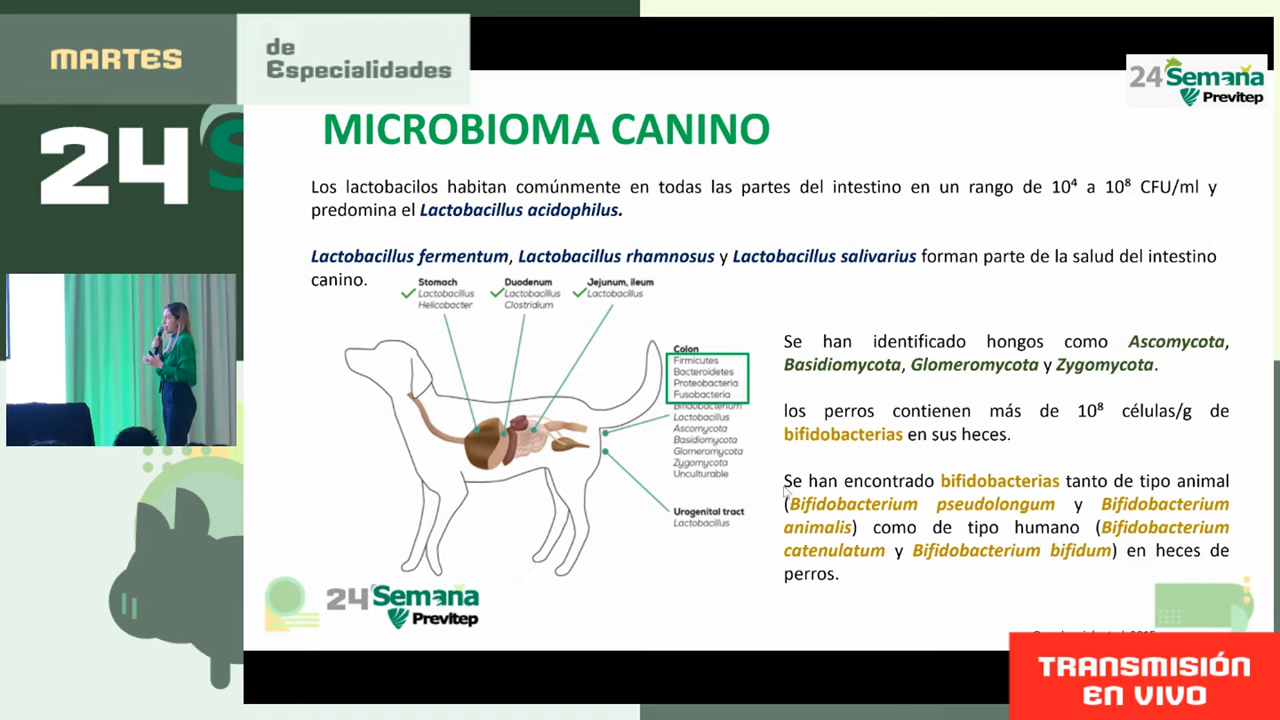 MARTES
de
Especialidades
24
24 Semana
Previtep
MICROBIOMA CANINO
Los lactobacilos habitan comúnmente en todas las partes del intestino en un rango de 10⁴ a 10⁸ CFU/ml y
predomina el Lactobacillus acidophilus.
Lactobacillus fermentum, Lactobacillus rhamnosus y Lactobacillus salivarius forman parte de la salud del intestino
canino.
Stomach
Lactobacillus
Helicobacter
Duodenum
Lactobacillus
Clostridium
Jejunum, ileum
Lactobacillus
Colon
Firmicutes
Bacteroidetes
Proteobacteria
Fusobacteria
Bifidobacterium
Lactobacillus
Ascomycota
Basidiomycota
Glomeromycota
Zygomycota
Unculturable
Urogenital tract
Lactobacillus
Se han identificado hongos como Ascomycota,
Basidiomycota, Glomeromycota y Zygomycota.
los perros contienen más de 10⁸ células/g de
bifidobacterias en sus heces.
Se han encontrado bifidobacterias tanto de tipo animal
(Bifidobacterium pseudolongum y Bifidobacterium
animalis) como de tipo humano (Bifidobacterium
catenulatum y Bifidobacterium bifidum) en heces de
perros.
24 Semana
Previtep
TRANSMISIÓN
EN VIVO